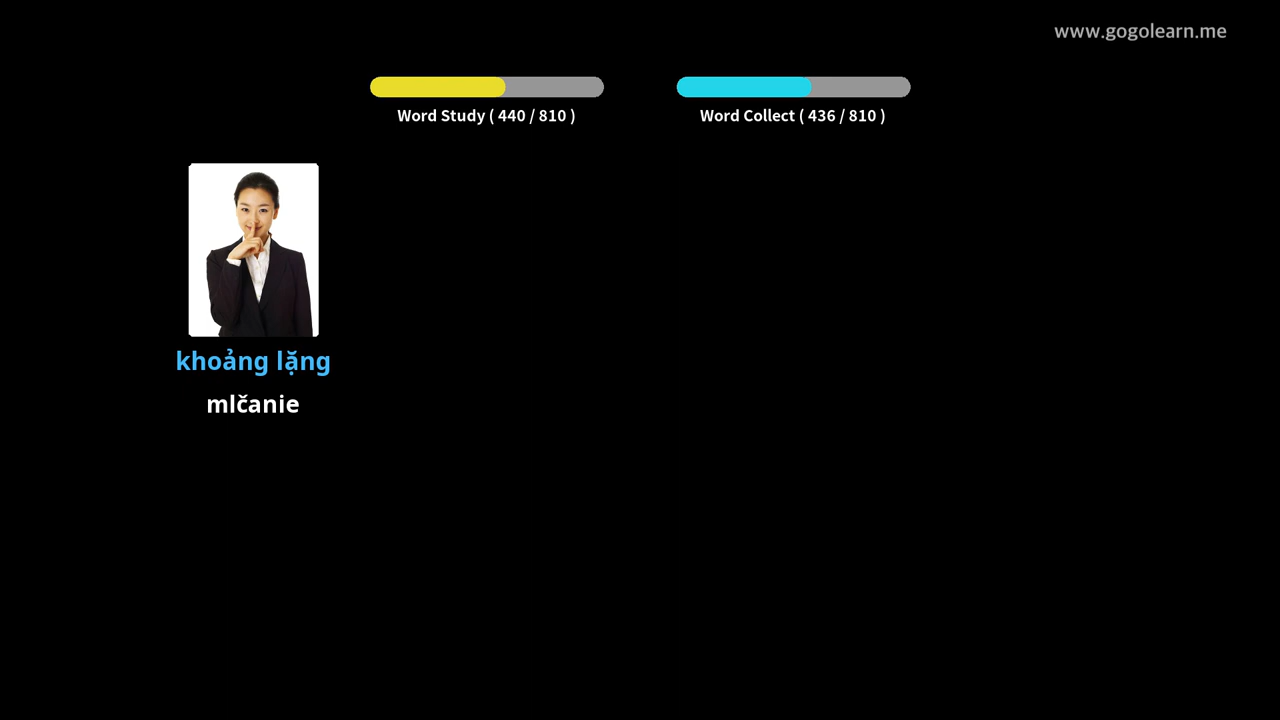 www.gogolearn.me
Word Study ( 440 / 810 )
Word Collect ( 436 / 810 )
khoảng lặng
mlčanie